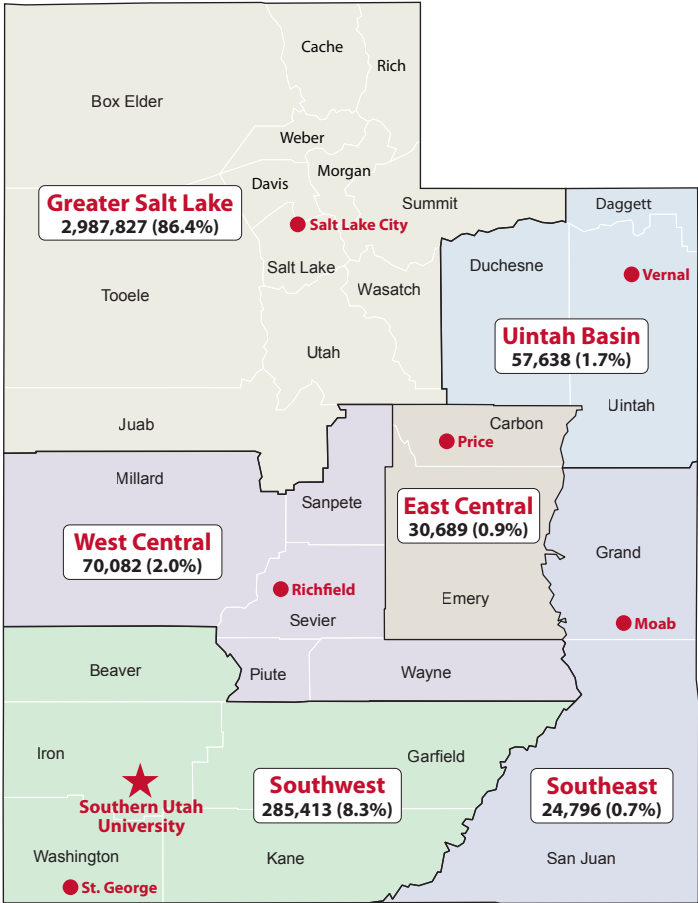 Cache
Rich
Box Elder
Weber
Morgan
Davis
Greater Salt Lake
2,987,827 (86.4%)
Summit
Daggett
Salt Lake City
Salt Lake
Duchesne
Vernal
Wasatch
Tooele
Uintah Basin
57,638 (1.7%)
Utah
Uintah
Juab
Carbon
Price
Millard
Sanpete
East Central
30,689 (0.9%)
West Central
70,082 (2.0%)
Grand
Richfield
Emery
Sevier
Moab
Beaver
Piute
Wayne
Iron
Garfield
Southern Utah
University
Southwest
285,413 (8.3%)
Southeast
24,796 (0.7%)
Washington
Kane
San Juan
St. George